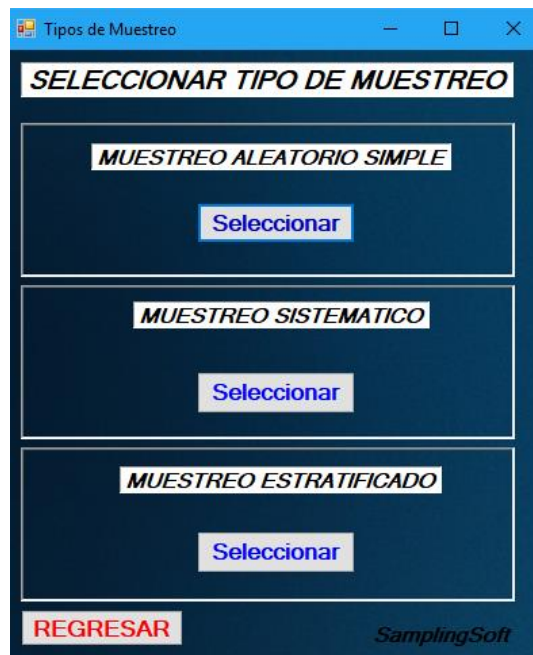 Tipos de Muestreo
SELECCIONAR TIPO DE MUESTREO
MUESTREO ALEATORIO SIMPLE
Seleccionar
MUESTREO SISTEMATICO
Seleccionar
MUESTREO ESTRATIFICADO
Seleccionar
REGRESAR
SamplingSoft